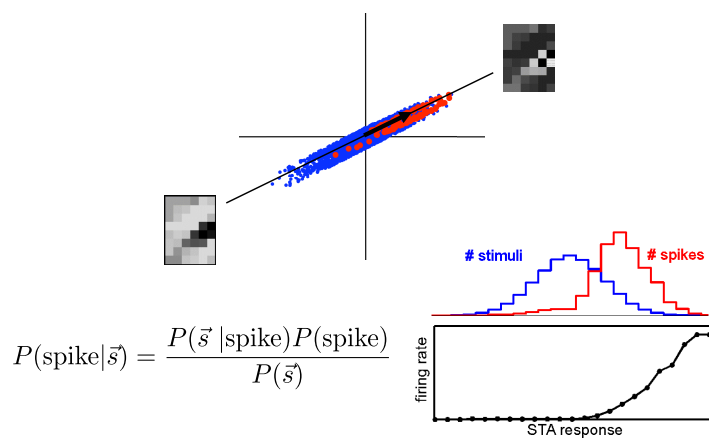 # stimuli
# spikes
P(spike|s⃗) = P(s⃗ |spike)P(spike) / P(s⃗)
firing rate
STA response